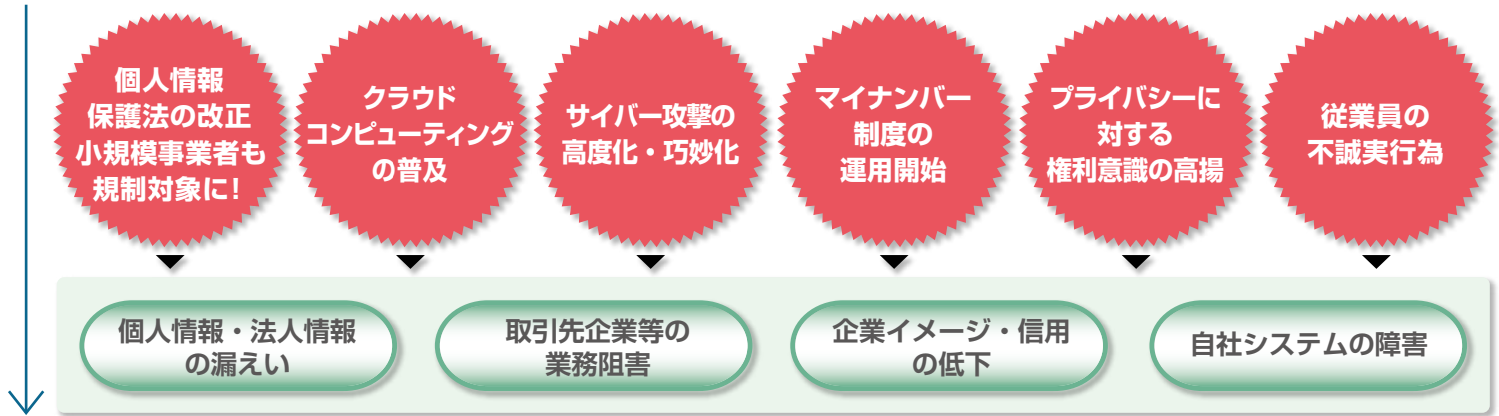 個人情報
保護法の改正
小規模事業者も
規制対象に！
クラウド
コンピューティング
の普及
サイバー攻撃の
高度化・巧妙化
マイナンバー
制度の
運用開始
プライバシーに
対する
権利意識の高揚
従業員の
不誠実行為
個人情報・法人情報
の漏えい
取引先企業等の
業務阻害
企業イメージ・信用
の低下
自社システムの障害